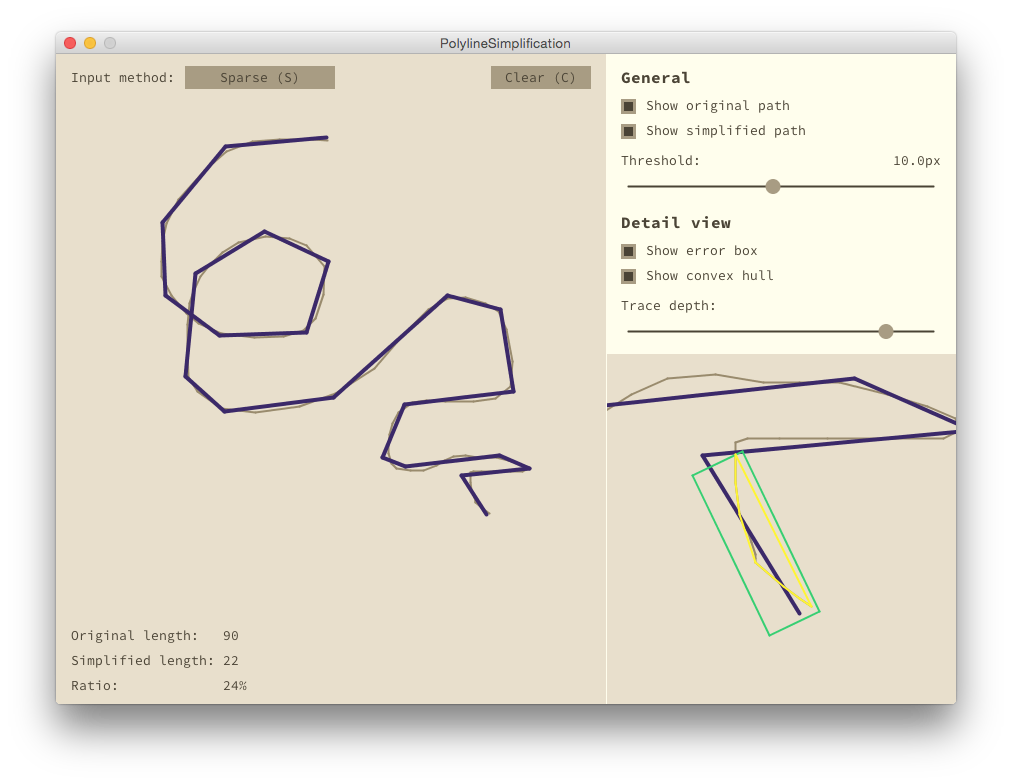 PolylineSimplification
Input method: Sparse (S) Clear (C)
General
Show original path
Show simplified path
Threshold: 10.0px
Detail view
Show error box
Show convex hull
Trace depth:
Original length: 90
Simplified length: 22
Ratio: 24%